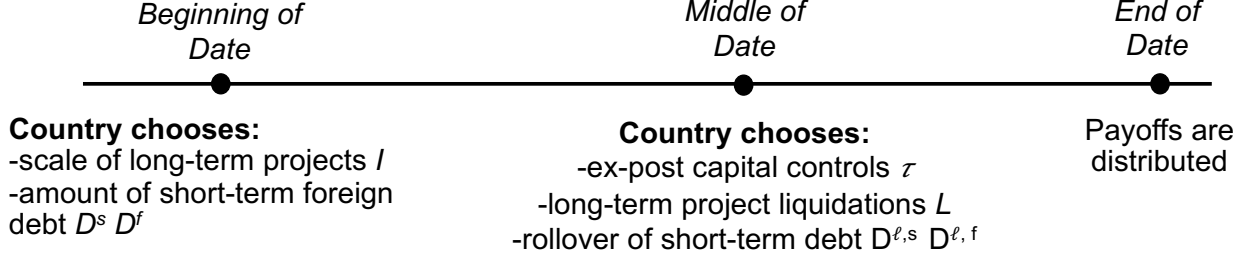 Beginning of
Date
Middle of
Date
End of
Date
Country chooses:
-scale of long-term projects I
-amount of short-term foreign
debt Dˢ Dᶠ
Country chooses:
-ex-post capital controls τ
-long-term project liquidations L
-rollover of short-term debt D^{ℓ,s} D^{ℓ, f}
Payoffs are
distributed